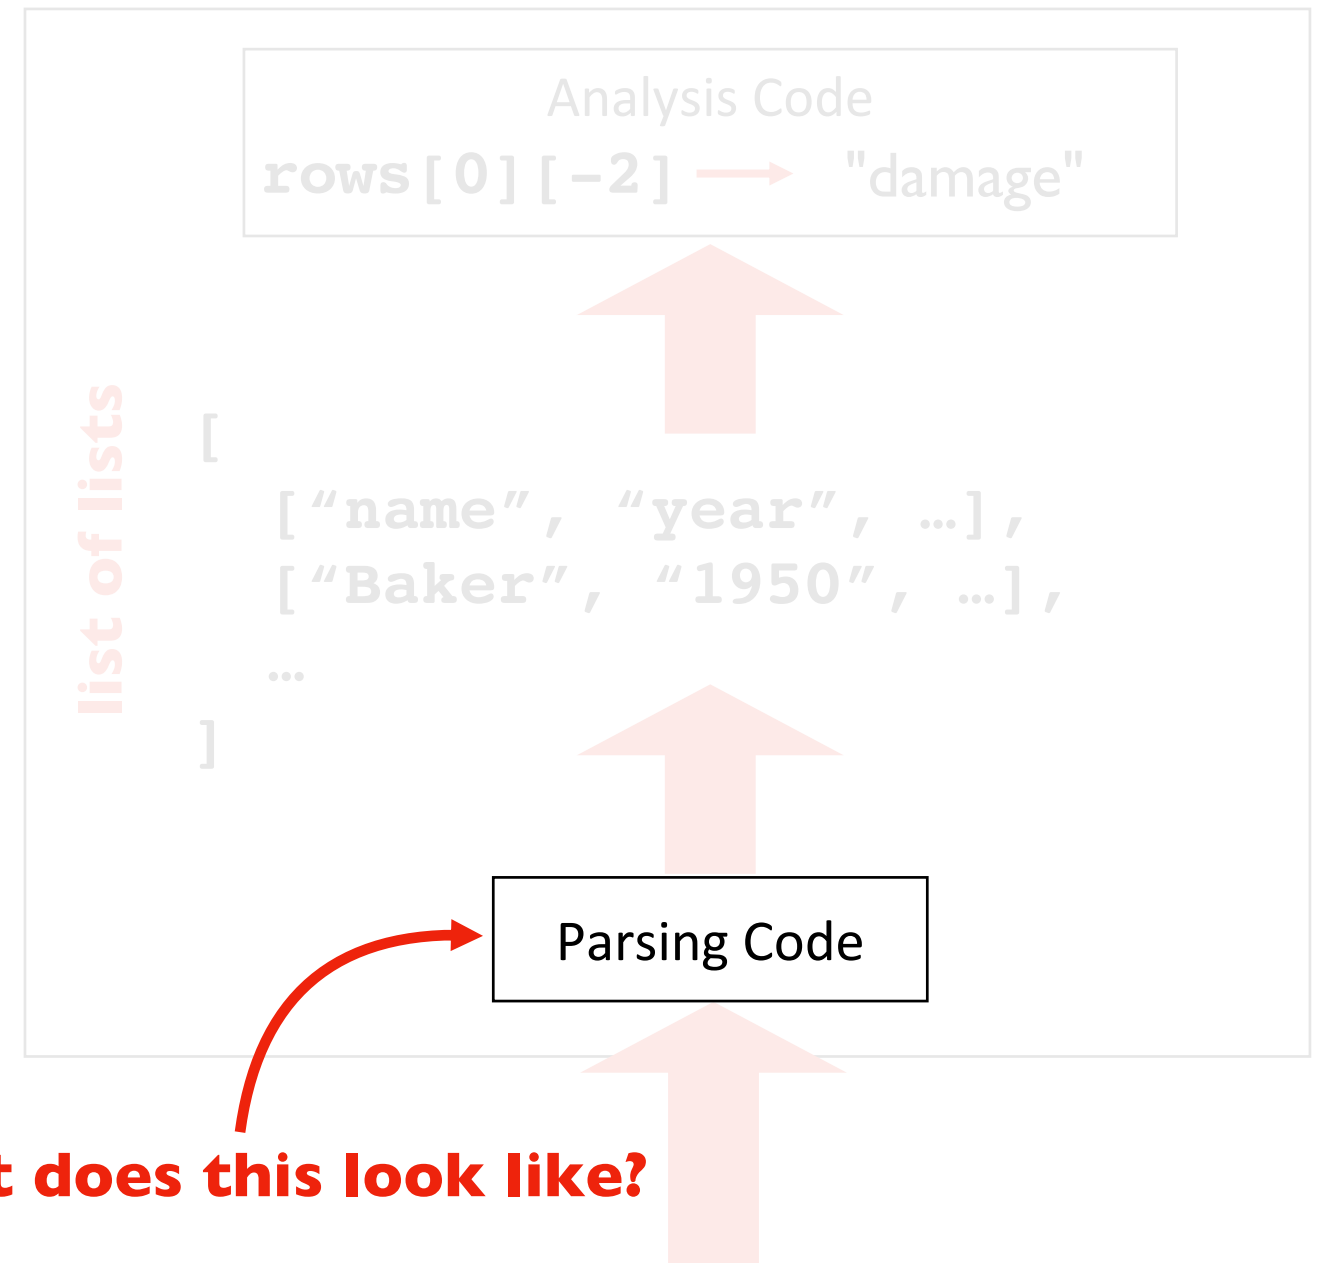 Analysis Code
rows[0][-2] "damage"
list of lists
[
[“name”, “year”, …],
[“Baker”, “1950”, …],
…
]
Parsing Code
does this look like?